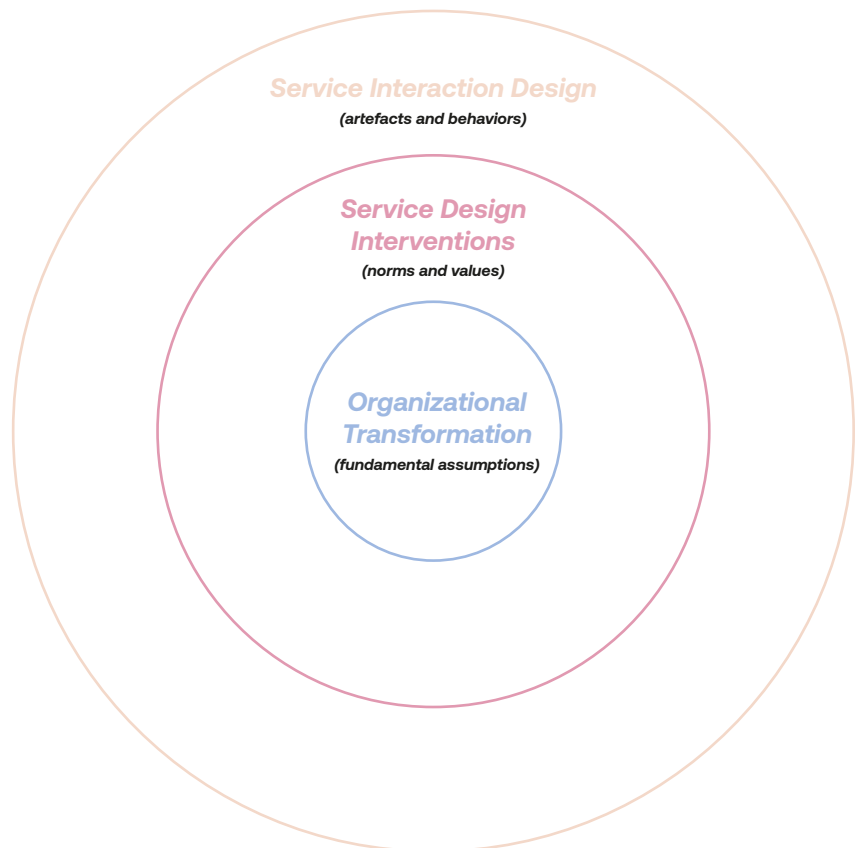 Service Interaction Design
(artefacts and behaviors)
Service Design
Interventions
(norms and values)
Organizational
Transformation
(fundamental assumptions)